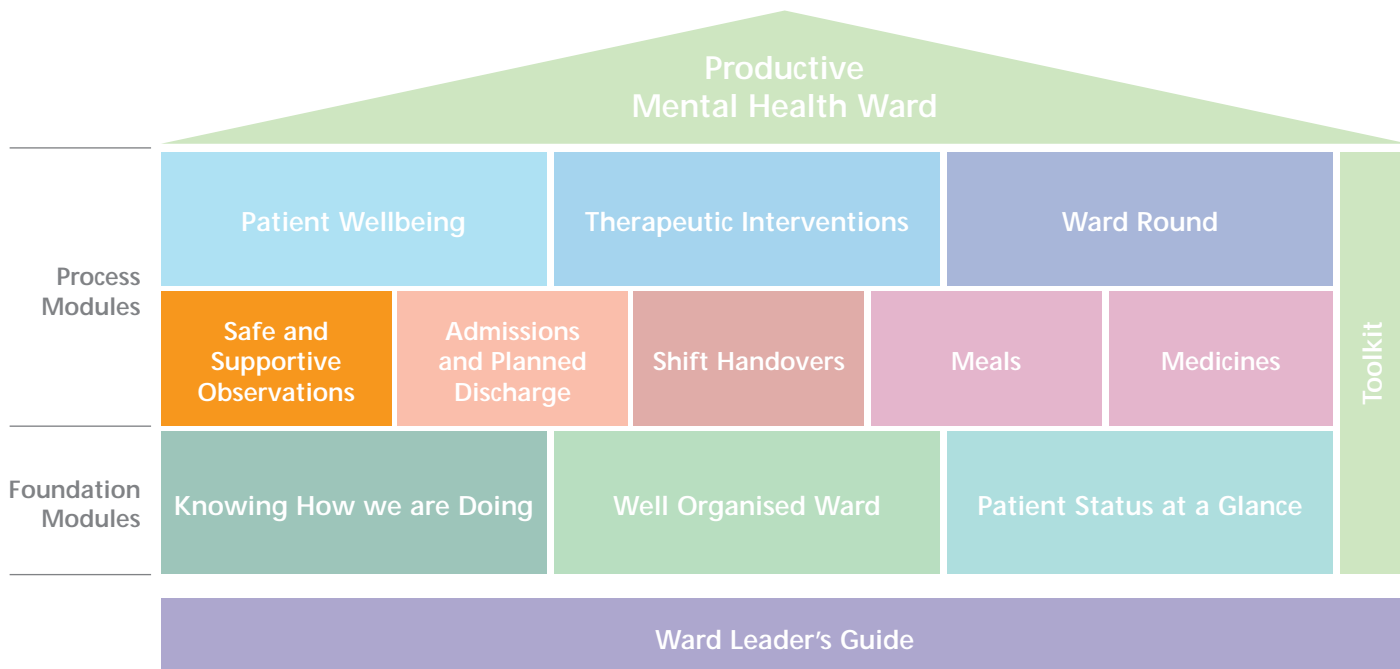 Productive
Mental Health Ward
Process
Modules
Patient Wellbeing
Therapeutic Interventions
Ward Round
Safe and
Supportive
Observations
Admissions
and Planned
Discharge
Shift Handovers
Meals
Medicines
Toolkit
Foundation
Modules
Knowing How we are Doing
Well Organised Ward
Patient Status at a Glance
Ward Leader's Guide